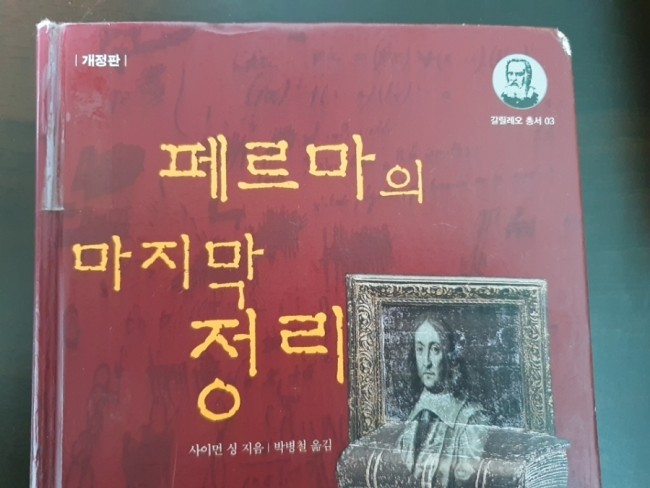 | 개정판 |
갈릴레오 총서 03
페르마의
마지막
정리
사이먼 싱 지음 | 박병철 옮김